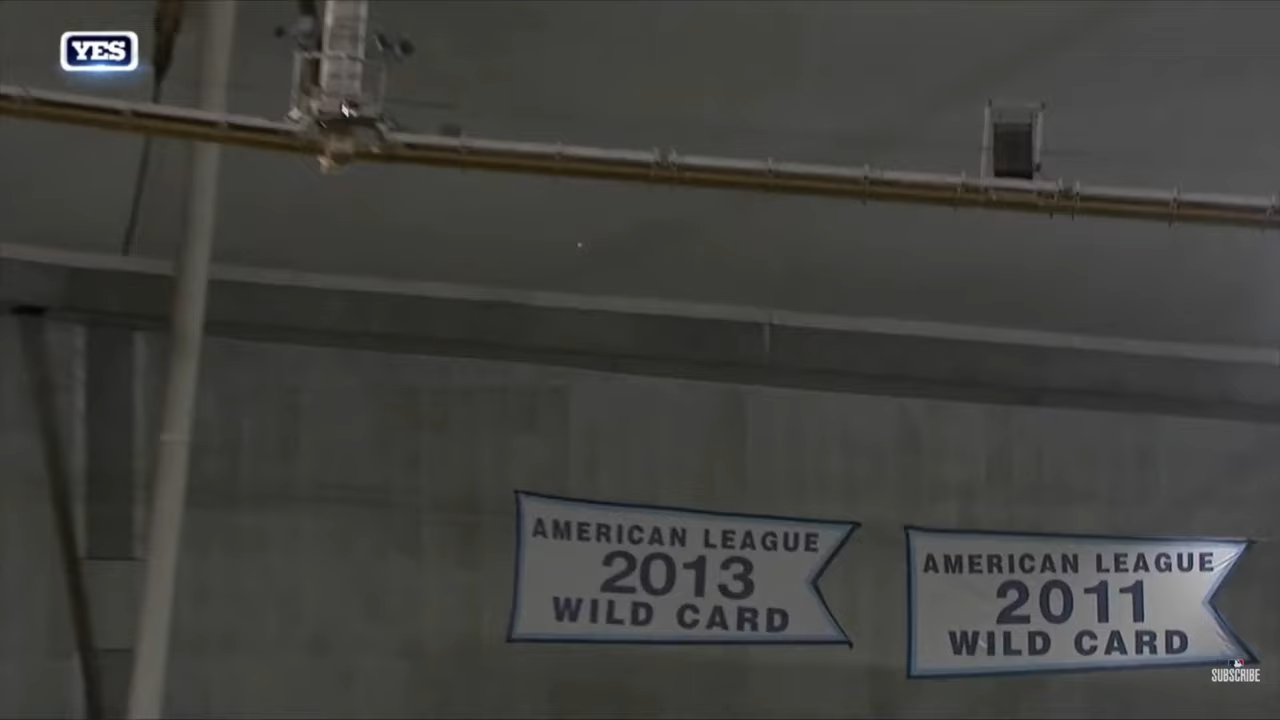 YES
AMERICAN LEAGUE
2013
WILD CARD
AMERICAN LEAGUE
2011
WILD CARD
SUBSCRIBE